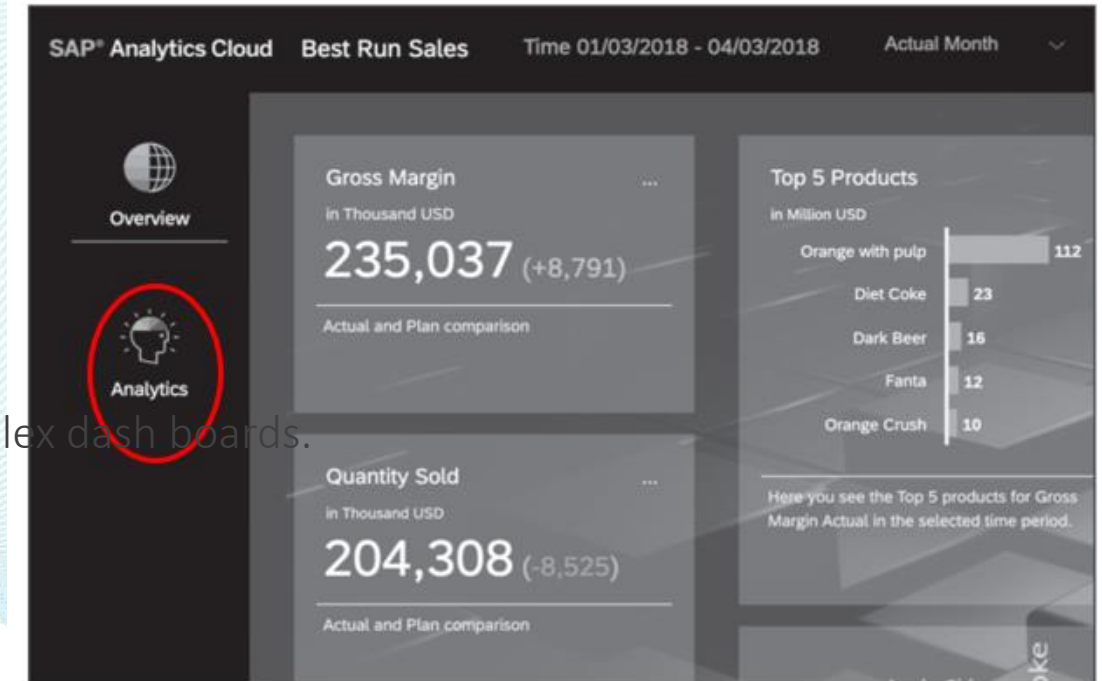 SAP® Analytics Cloud Best Run Sales Time 01/03/2018 - 04/03/2018 Actual Month
Overview
Analytics
lex dash boards.
Gross Margin ...
in Thousand USD
235,037 (+8,791)
Actual and Plan comparison
Quantity Sold ...
in Thousand USD
204,308 (-8,525)
Actual and Plan comparison
Top 5 Products
in Million USD
Orange with pulp 112
Diet Coke 23
Dark Beer 16
Fanta 12
Orange Crush 10
Here you see the Top 5 products for Gross
Margin Actual in the selected time period.